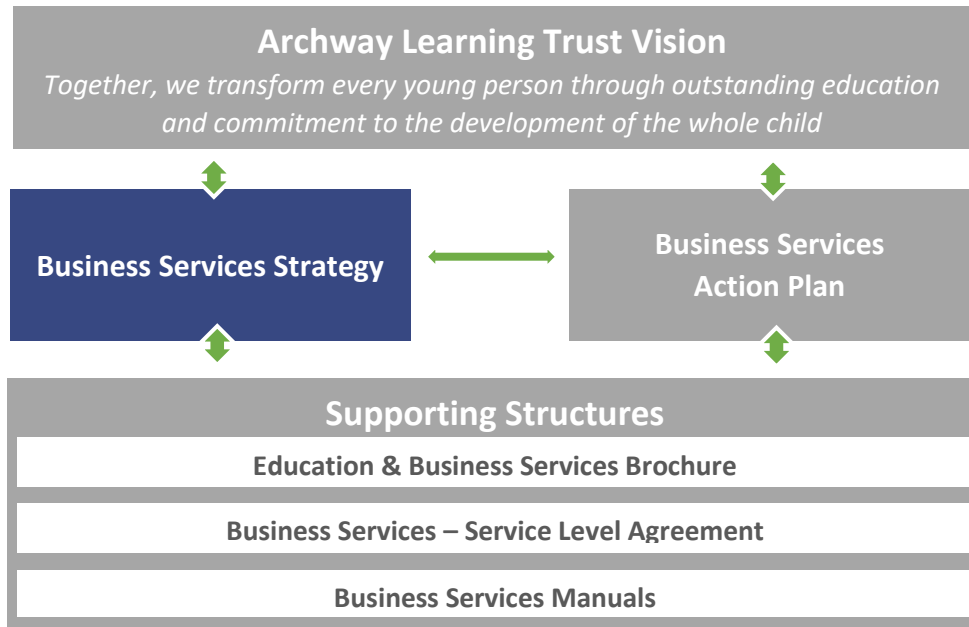 Archway Learning Trust Vision
Together, we transform every young person through outstanding education
and commitment to the development of the whole child
Business Services Strategy
Business Services
Action Plan
Supporting Structures
Education & Business Services Brochure
Business Services – Service Level Agreement
Business Services Manuals